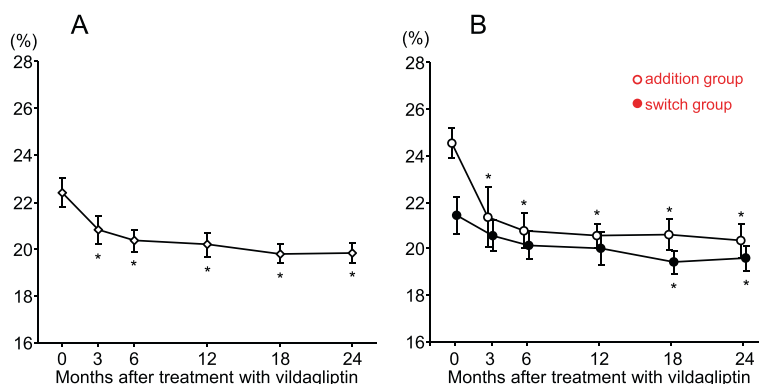 A
(%)
28
26
24
22
20
18
16
* * * * *
0 3 6 12 18 24
Months after treatment with vildagliptin
B
(%)
28
26
24
22
20
18
16
addition group
switch group
* * * * *
* *
0 3 6 12 18 24
Months after treatment with vildagliptin